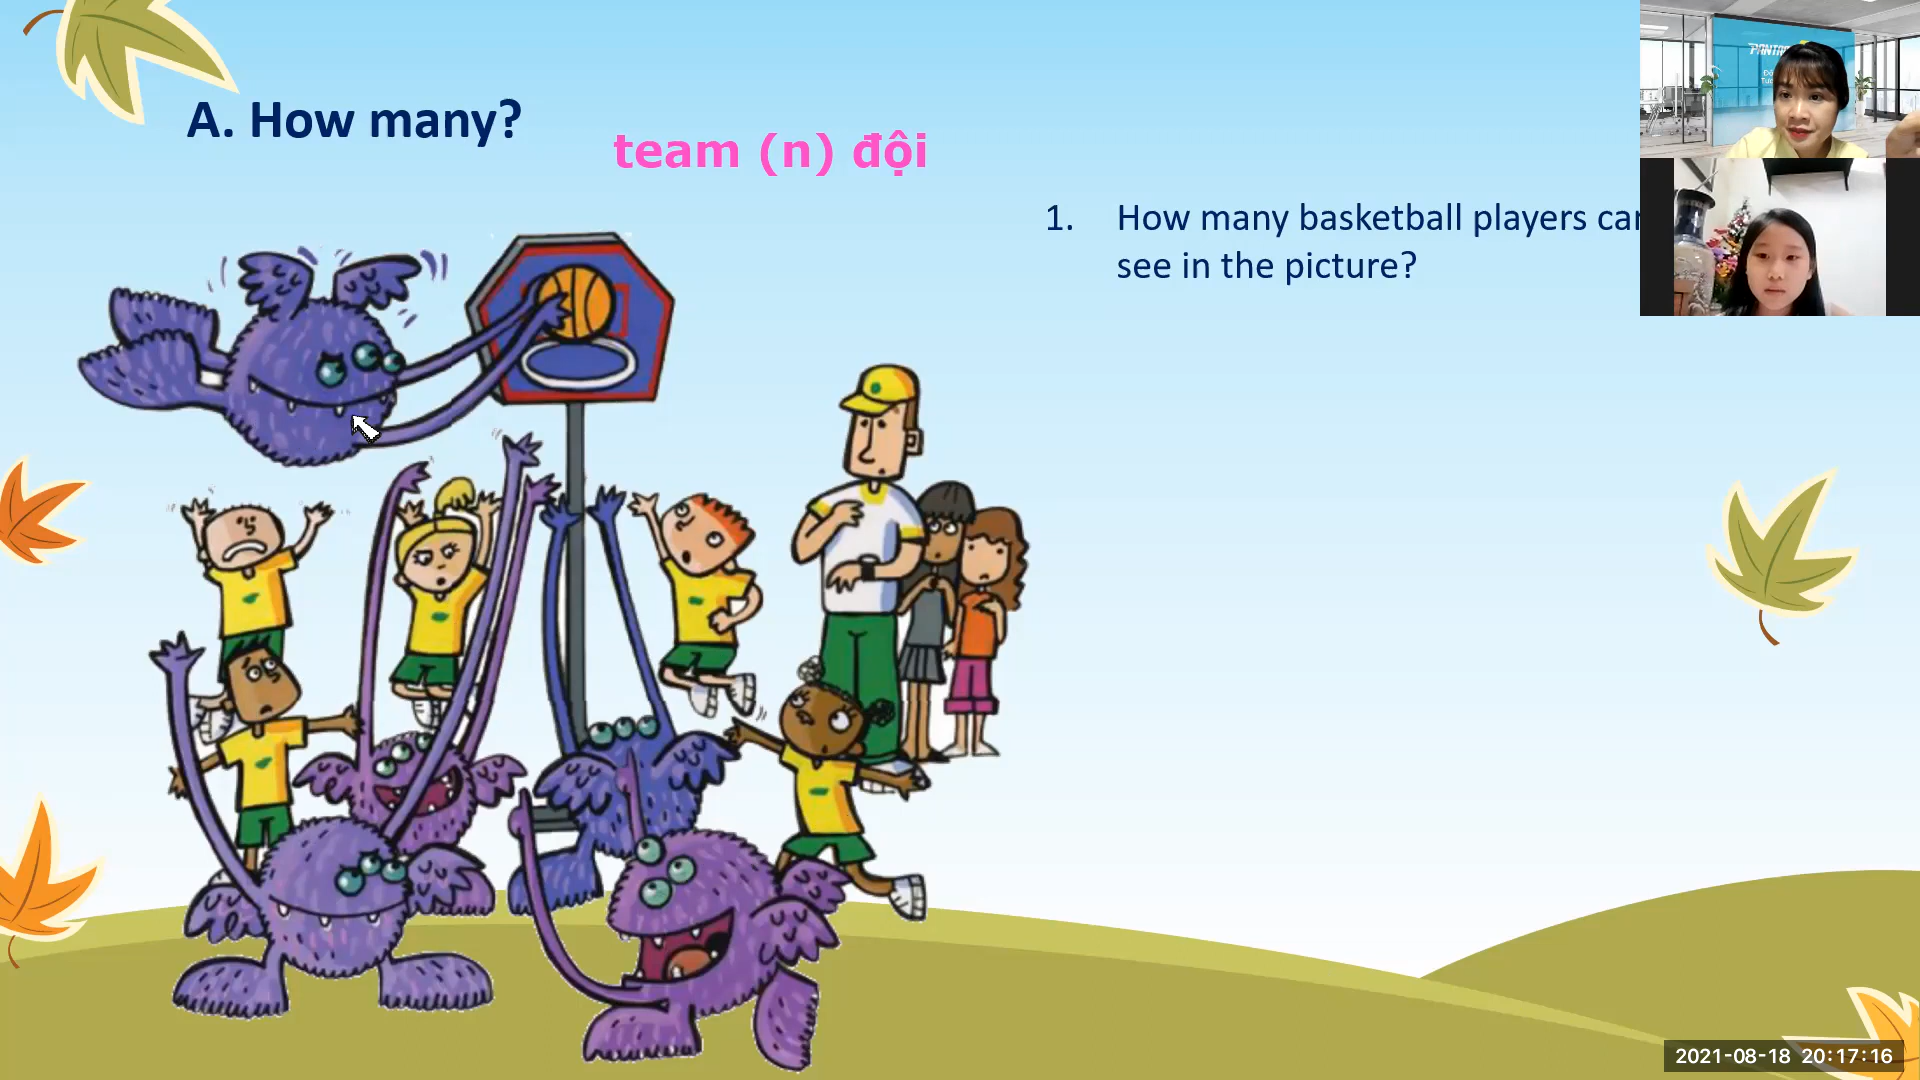 A. How many?
team (n) đội
1. How many basketball players
see in the picture?
2021-08-18 20:17:16